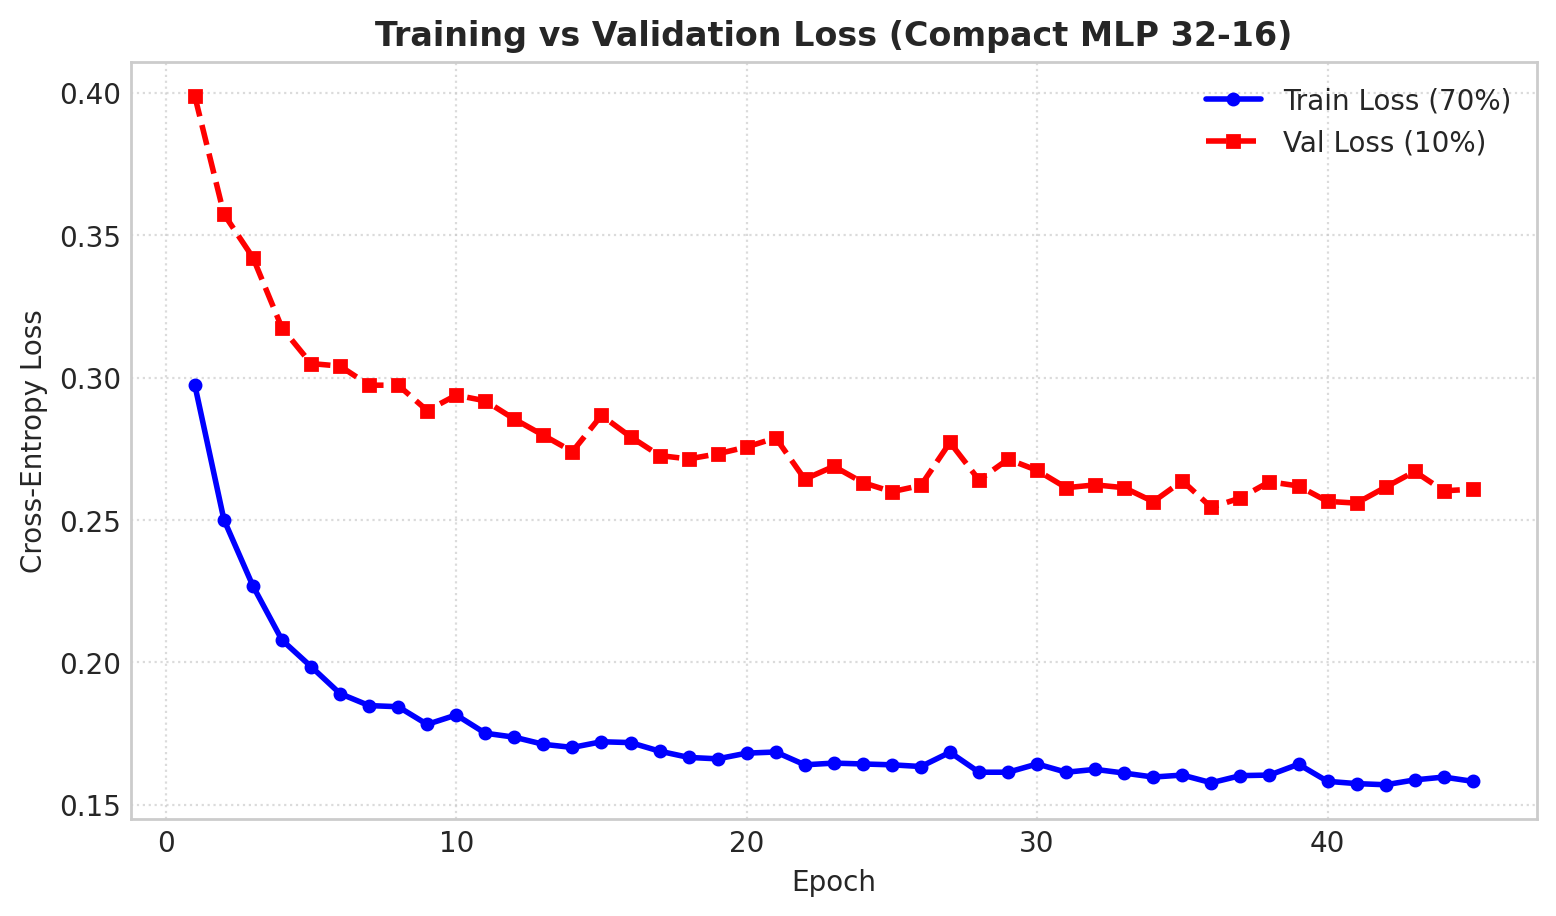 Training vs Validation Loss (Compact MLP 32-16)
Train Loss (70%)
Val Loss (10%)
Cross-Entropy Loss
0.40
0.35
0.30
0.25
0.20
0.15
0 10 20 30 40
Epoch